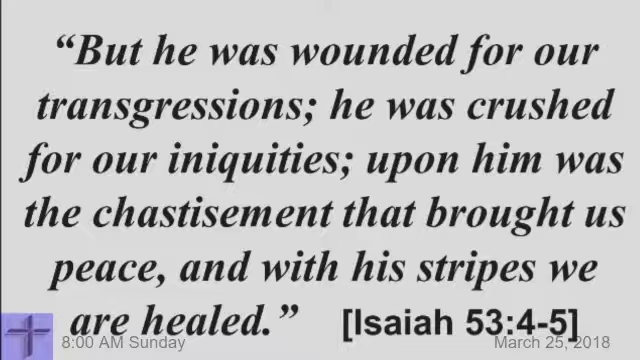 “But he was wounded for our
transgressions; he was crushed
for our iniquities; upon him was
the chastisement that brought us
peace, and with his stripes we
are healed.” [Isaiah 53:4-5]
8:00 AM Sunday March 25, 2018